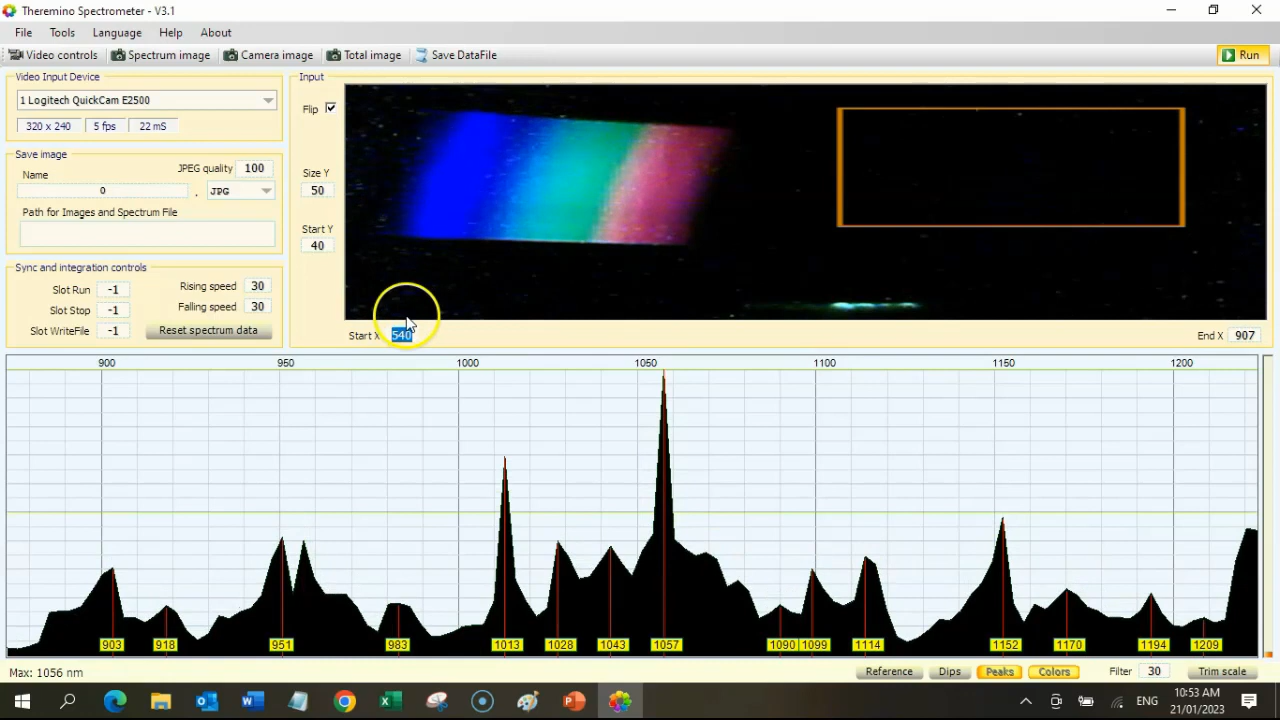 Theremino Spectrometer - V3.1
File Tools Language Help About
Video controls Spectrum image Camera image Total image Save DataFile Run
Video Input Device
1 Logitech QuickCam E2500
320 x 240 5 fps 22 mS
Save image
Name JPEG quality 100
0 . JPG
Path for Images and Spectrum File
Sync and integration controls
Slot Run -1 Rising speed 30
Slot Stop -1 Falling speed 30
Slot WriteFile -1 Reset spectrum data
Input
Flip
Size Y
50
Start Y
40
Start X 540 End X 907
900 950 1000 1050 1100 1150 1200
903 918 951 983 1013 1028 1043 1057 1090 1099 1114 1152 1170 1194 1209
Max: 1056 nm Reference Dips Peaks Colors Filter 30 Trim scale
ENG 10:53 AM
21/01/2023